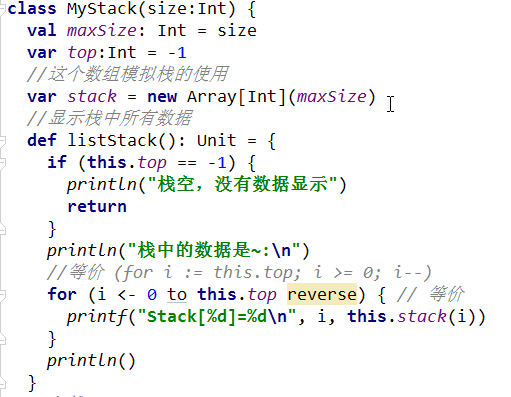 class MyStack(size:Int) {
  val maxSize: Int = size
  var top:Int = -1
  //这个数组模拟栈的使用
  var stack = new Array[Int](maxSize)
  //显示栈中所有数据
  def listStack(): Unit = {
    if (this.top == -1) {
      println("栈空，没有数据显示")
      return
    }
    println("栈中的数据是~:\n")
    //等价 (for i := this.top; i >= 0; i--)
    for (i <- 0 to this.top reverse) { // 等价
      printf("Stack[%d]=%d\n", i, this.stack(i))
    }
    println()
  }